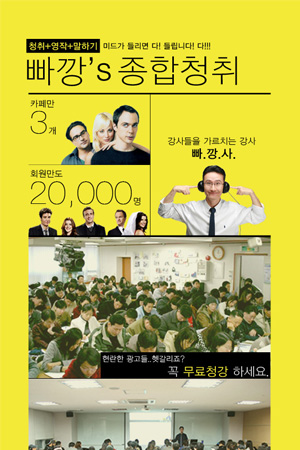 청취+영작+말하기 미드가 들리면 다! 들립니다! 다!!!
빠깡's 종합청취
카페만
3개
강사들을 가르치는 강사
빠.깡.사.
회원만도
20,000명
현란한 광고들..헷갈리죠?
꼭 무료청강 하세요.